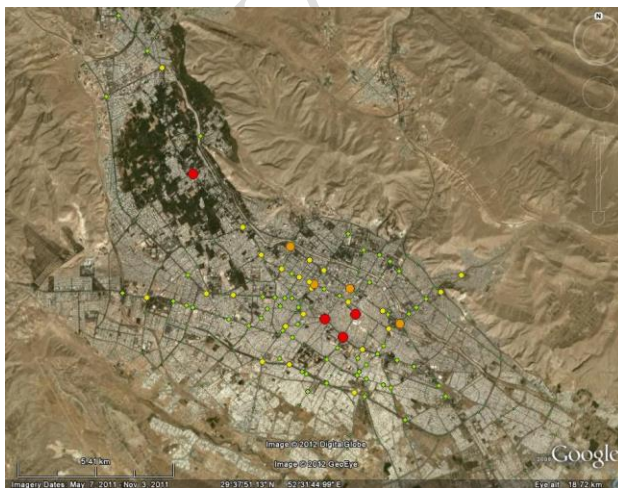 N
Image © 2012 DigitalGlobe
5.41 km
Image © 2012 GeoEye
Google
Imagery Dates: May 7, 2011 - Nov 3, 2011
29°37'51.13" N
52°31'44.99" E
Eye alt 18.72 km